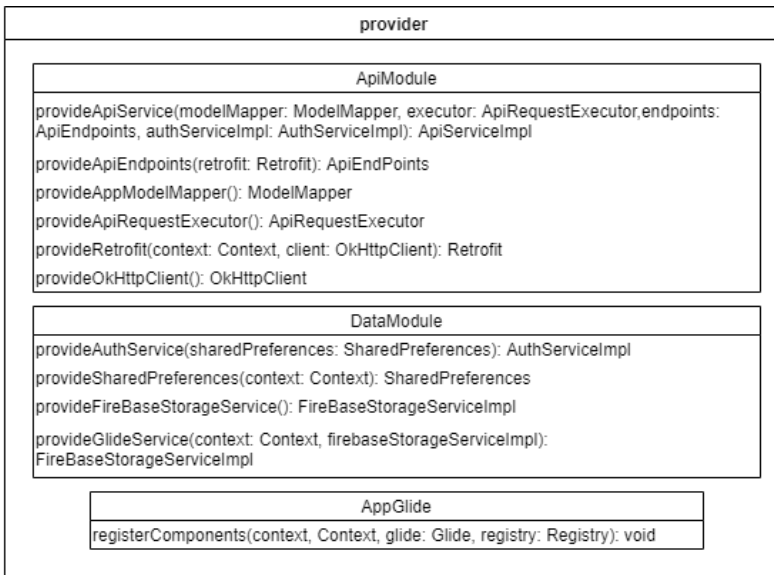 provider
ApiModule
provideApiService(modelMapper: ModelMapper, executor: ApiRequestExecutor,endpoints:
ApiEndpoints, authServiceImpl: AuthServiceImpl): ApiServiceImpl
provideApiEndpoints(retrofit: Retrofit): ApiEndPoints
provideAppModelMapper(): ModelMapper
provideApiRequestExecutor(): ApiRequestExecutor
provideRetrofit(context: Context, client: OkHttpClient): Retrofit
provideOkHttpClient(): OkHttpClient
DataModule
provideAuthService(sharedPreferences: SharedPreferences): AuthServiceImpl
provideSharedPreferences(context: Context): SharedPreferences
provideFireBaseStorageService(): FireBaseStorageServiceImpl
provideGlideService(context: Context, firebaseStorageServiceImpl):
FireBaseStorageServiceImpl
AppGlide
registerComponents(context, Context, glide: Glide, registry: Registry): void